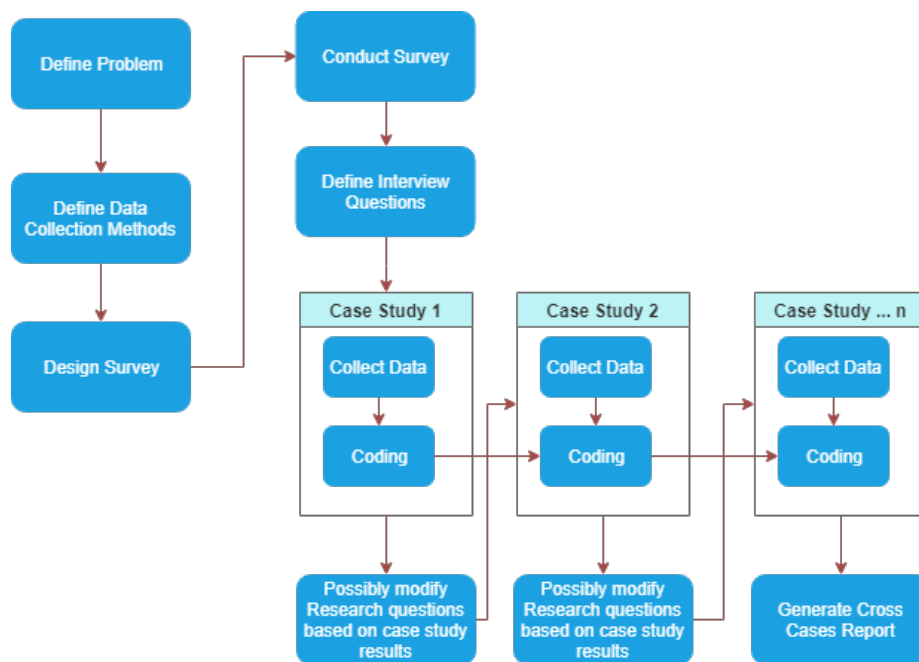 Define Problem
Define Data
Collection Methods
Design Survey
Conduct Survey
Define Interview
Questions
Case Study 1
Collect Data
Coding
Possibly modify
Research questions
based on case study
results
Case Study 2
Collect Data
Coding
Possibly modify
Research questions
based on case study
results
Case Study ... n
Collect Data
Coding
Generate Cross
Cases Report